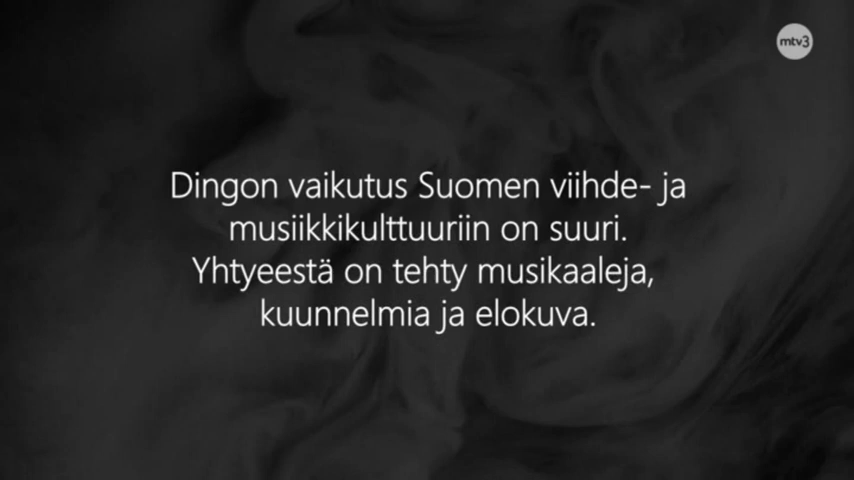 mtv3
Dingon vaikutus Suomen viihde- ja
musiikkikulttuuriin on suuri.
Yhtyeestä on tehty musikaaleja,
kuunnelmia ja elokuva.